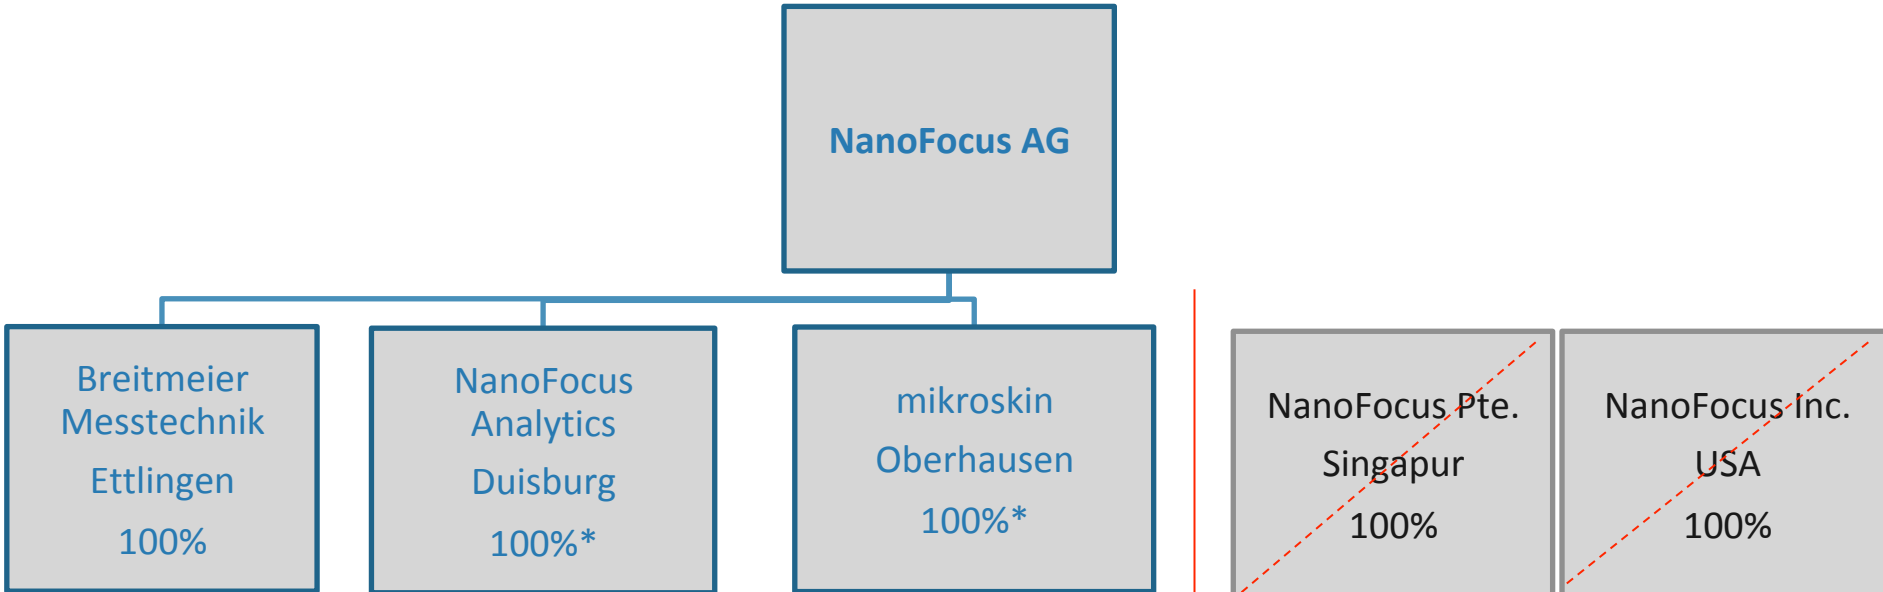 NanoFocus AG
Breitmeier
Messtechnik
Ettlingen
100%
NanoFocus
Analytics
Duisburg
100%*
mikroskin
Oberhausen
100%*
NanoFocus Pte.
Singapur
100%
NanoFocus Inc.
USA
100%